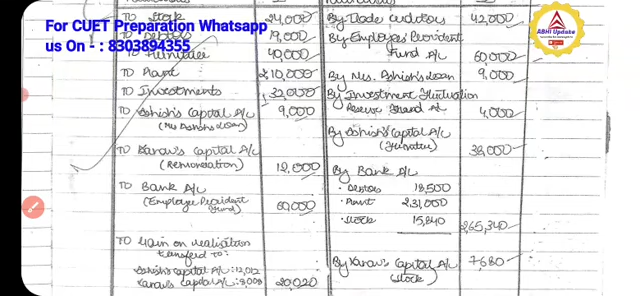 For CUET Preparation Whatsapp
us On - : 8303894355
ABHI Update
To Stock 24,000
To Debtors 19,000
To Furniture 40,000
To Plant 2,10,000
To Investments 32,000
To Ashish's Capital A/c 9,000
(Mrs Ashish's Loan)
To Karan's Capital A/c
(Remuneration) 12,000
To Bank A/c
(Employees Provident 60,000
Fund)
To Gain on Realisation
transferred to:
Ashish's Capital A/c : 12,012
Karan's Capital A/c : 8,008 20,020
By Trade Creditors 42,000
By Employees Provident
Fund A/c 60,000
By Mrs. Ashish's Loan 9,000
By Investment Fluctuation
Reserve A/c 4,000
By Ashish's Capital A/c
(Furniture) 38,000
By Bank A/c
• Debtors 18,500
• Plant 2,31,000
• Stock 15,840 2,65,340
By Karan's Capital A/c 7,680
(Stock)